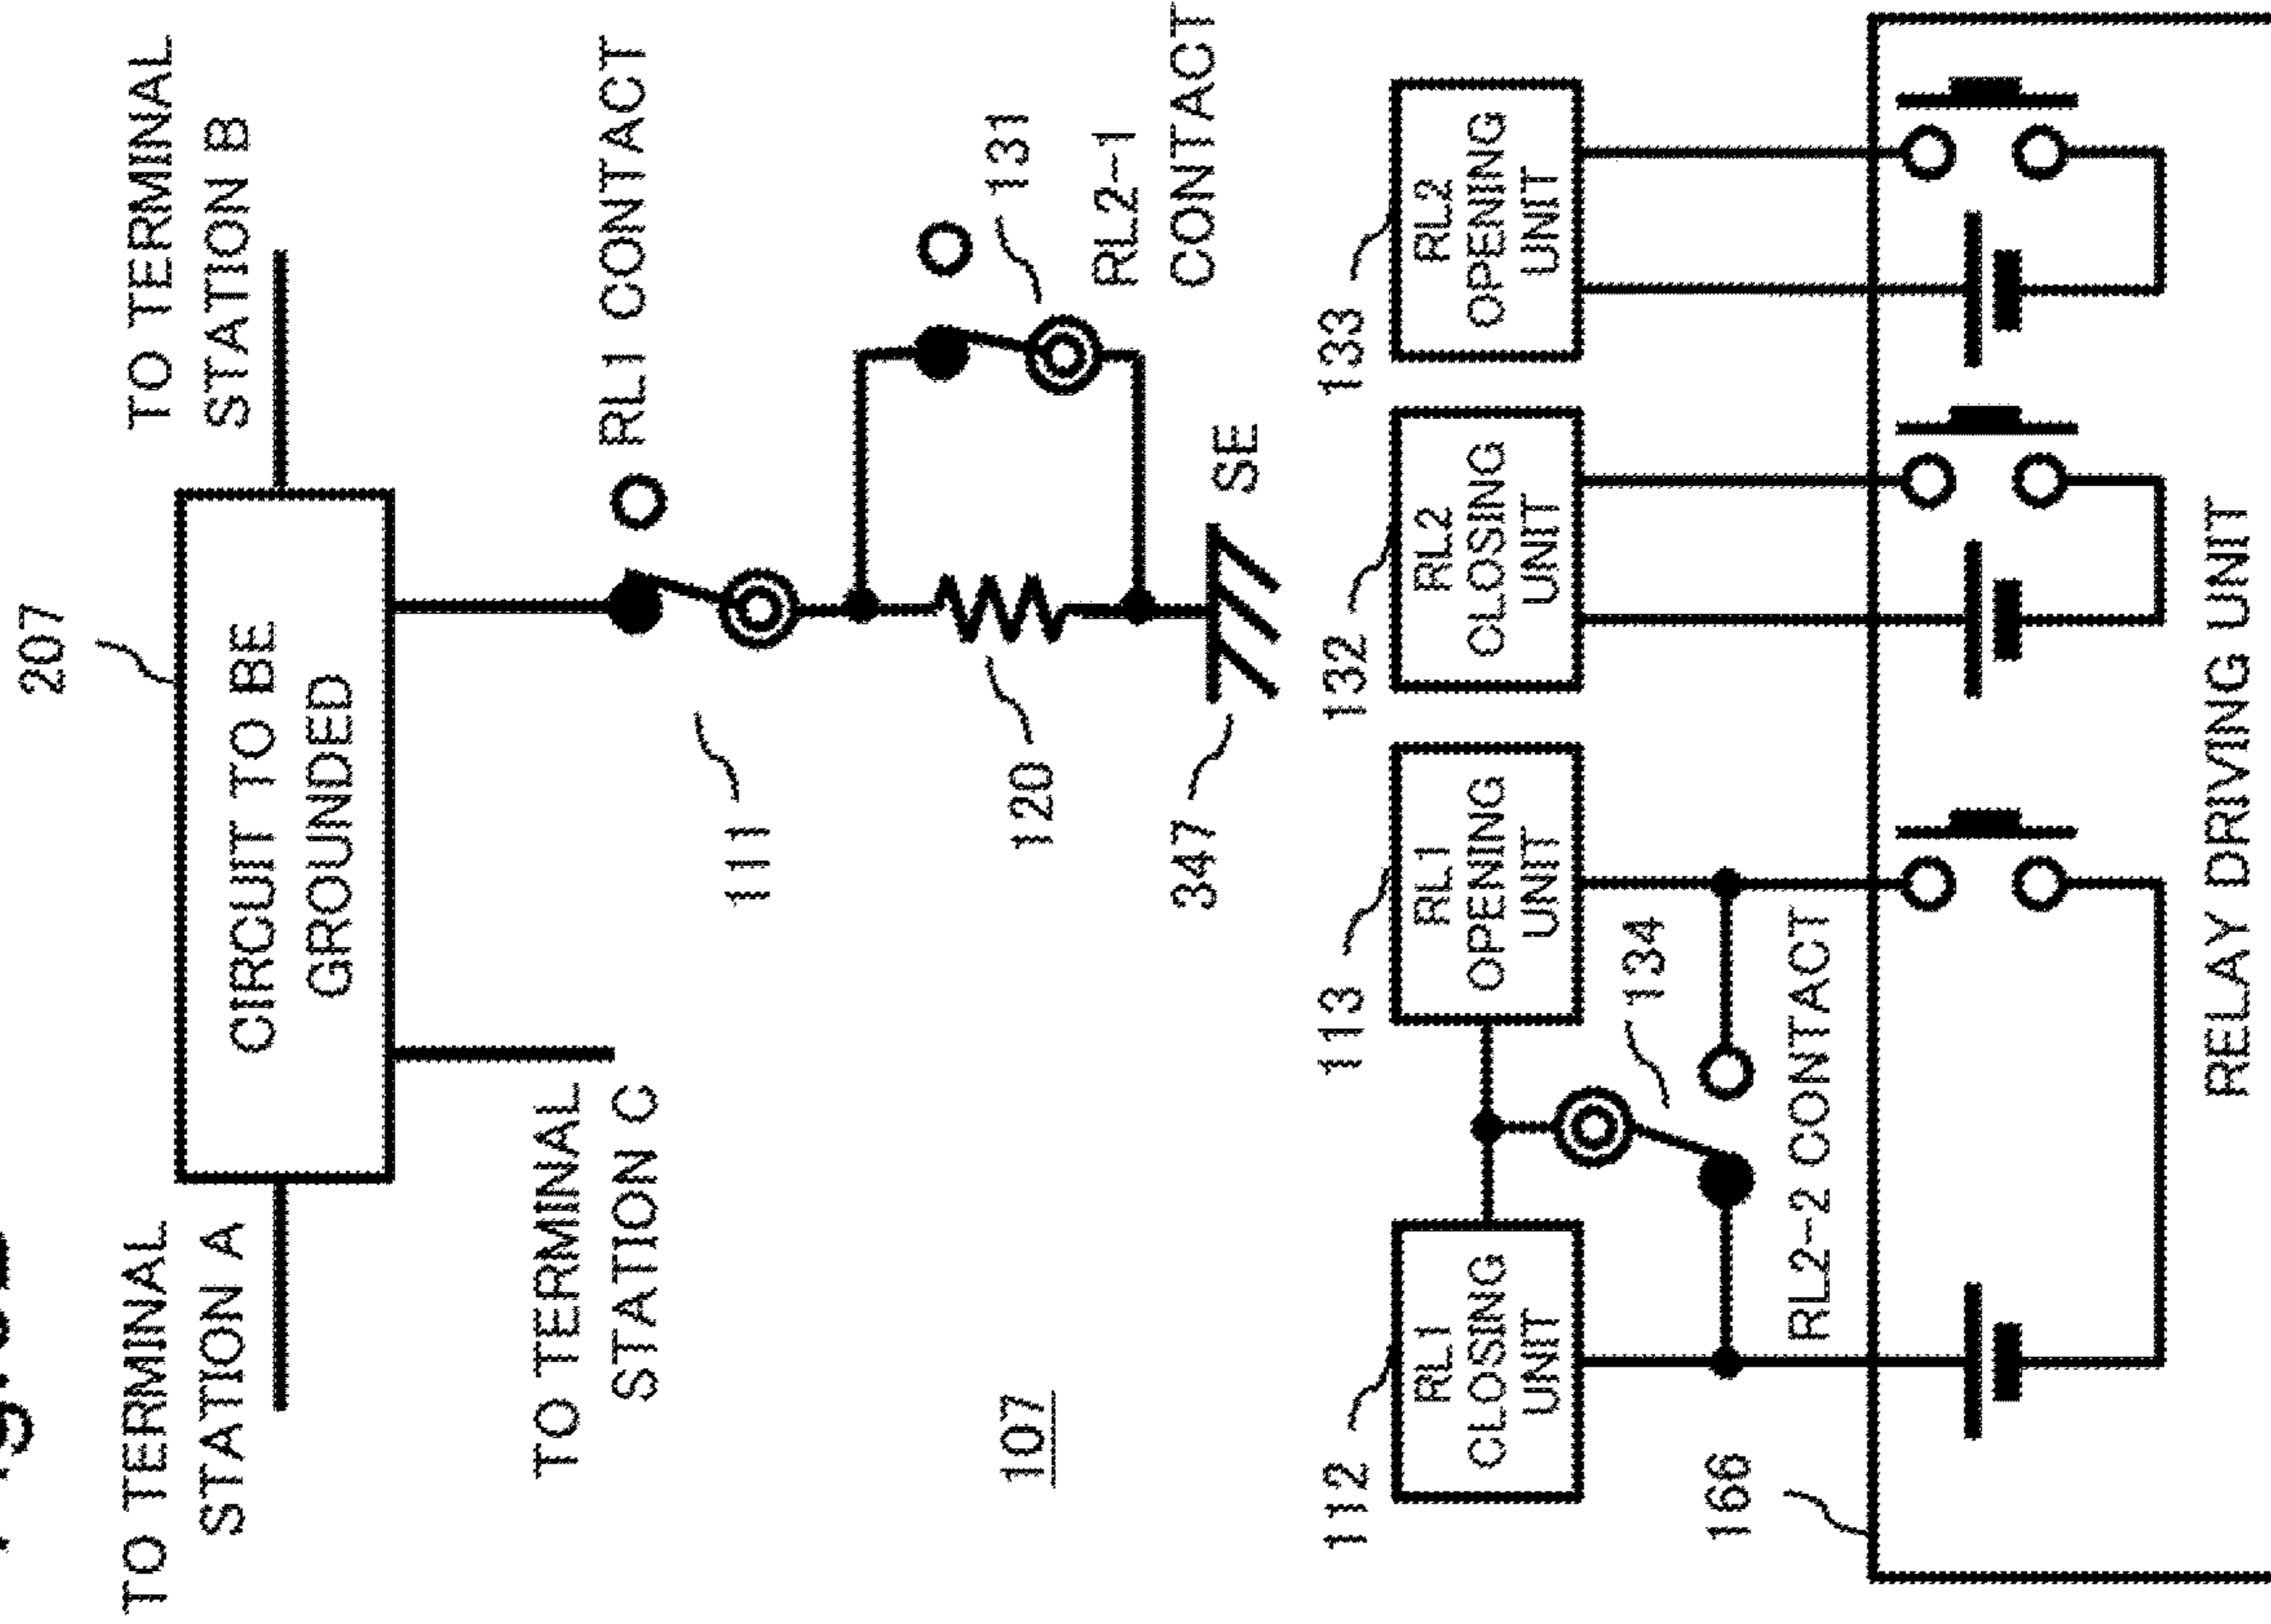 207
TO TERMINAL
STATION A
CIRCUIT TO BE
GROUNDED
TO TERMINAL
STATION B
TO TERMINAL
STATION C
RL1 CONTACT
111
107
120
131
RL2-1
CONTACT
347
SE
112
113
132
133
RL1
CLOSING
UNIT
RL1
OPENING
UNIT
RL2
CLOSING
UNIT
RL2
OPENING
UNIT
134
RL2-2 CONTACT
166
RELAY DRIVING UNIT